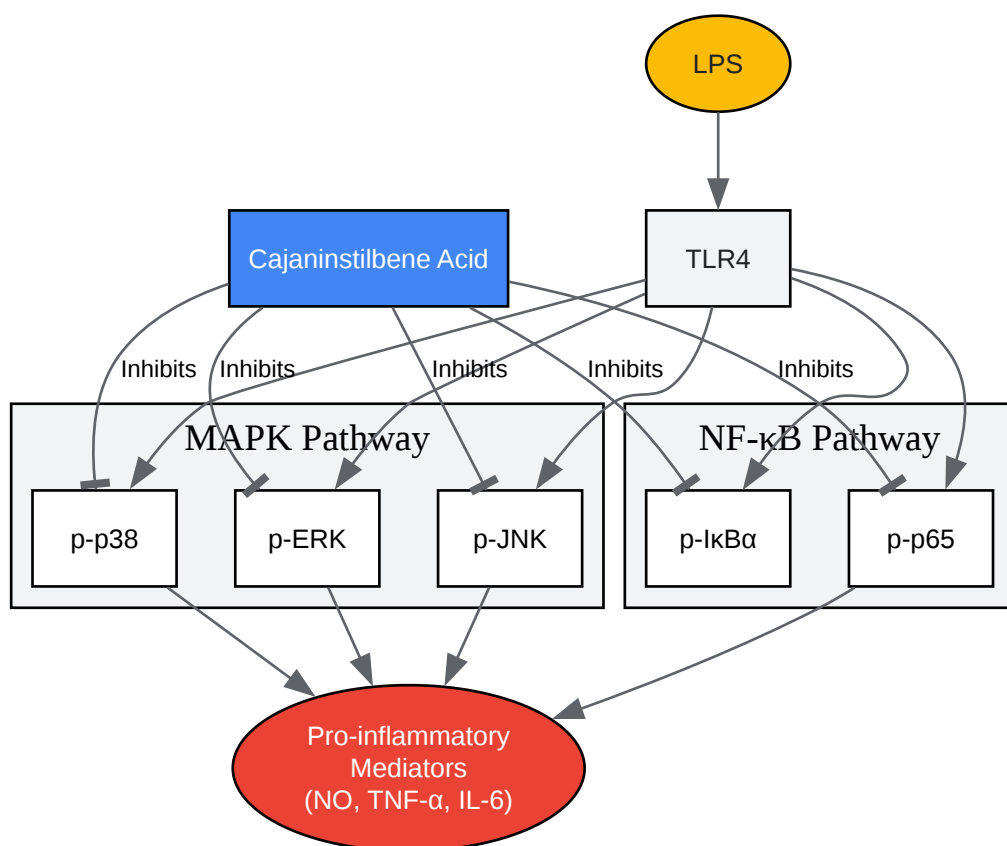 LPS
Cajaninstilbene Acid
TLR4
Inhibits
Inhibits
Inhibits
Inhibits
Inhibits
MAPK Pathway
NF-κB Pathway
p-p38
p-ERK
p-JNK
p-IκBα
p-p65
Pro-inflammatory
Mediators
(NO, TNF-α, IL-6)